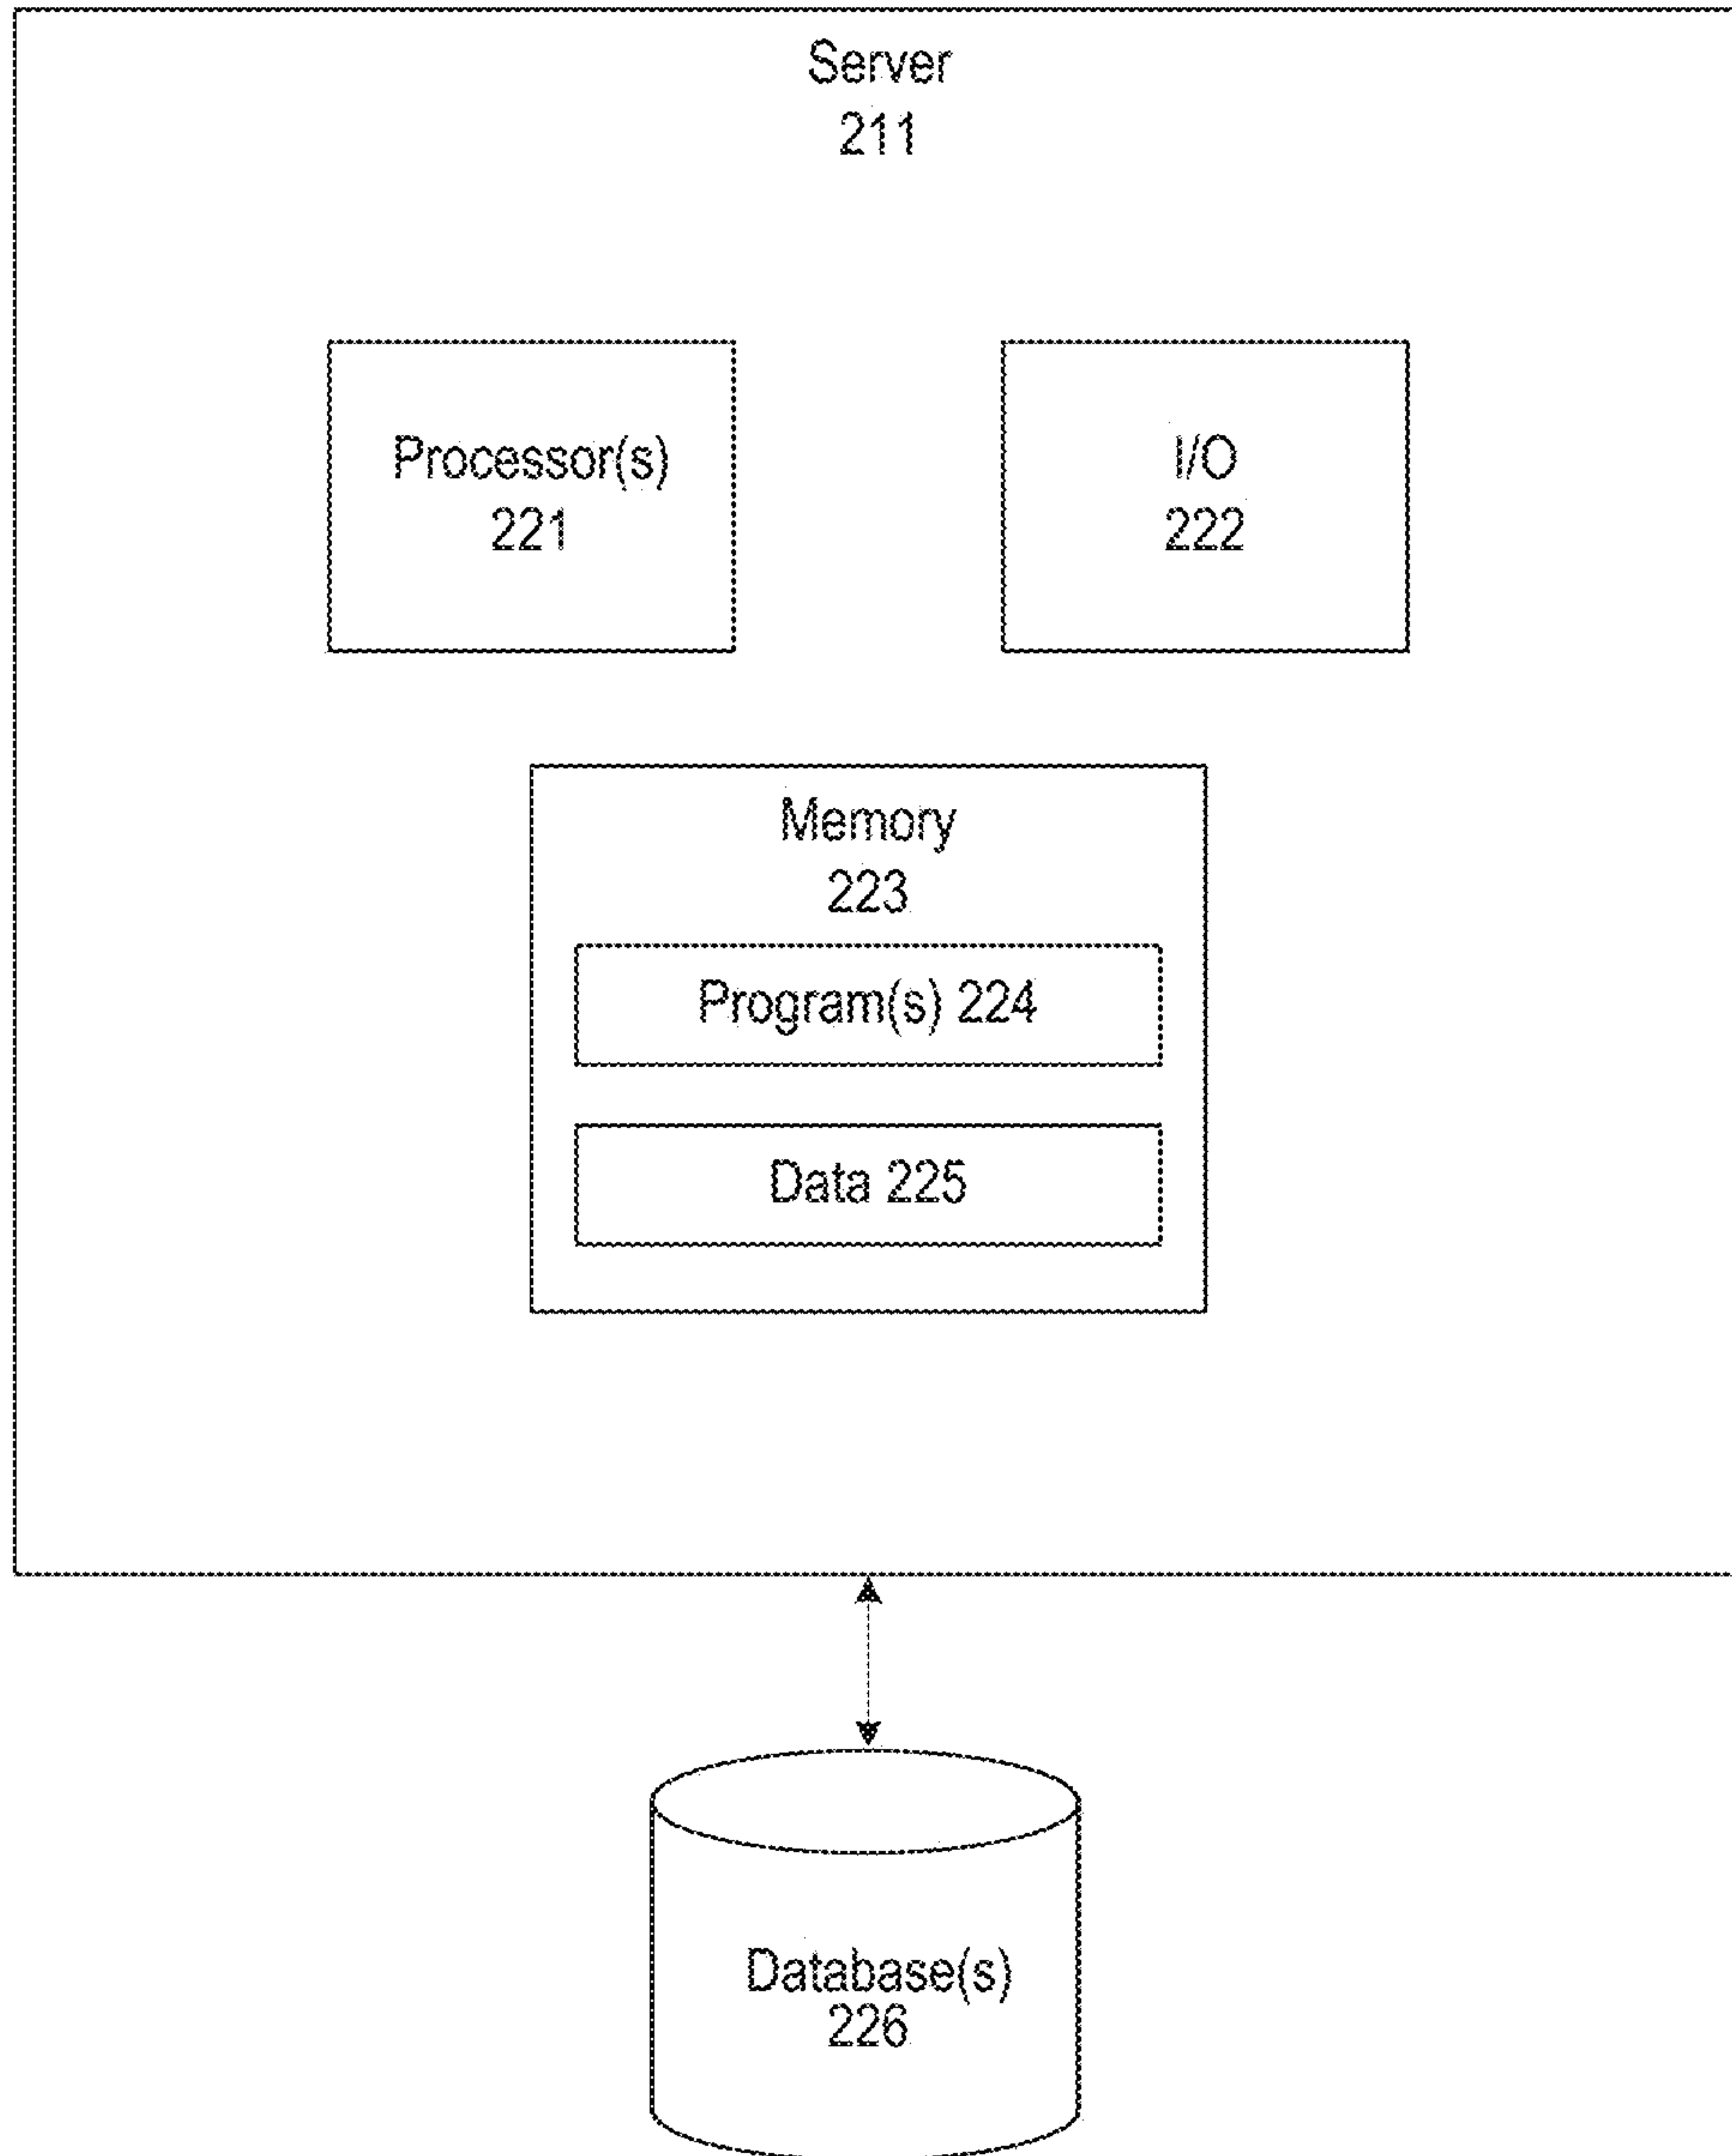 Server
211
Processor(s)
221
I/O
222
Memory
223
Program(s) 224
Data 225
Database(s)
226